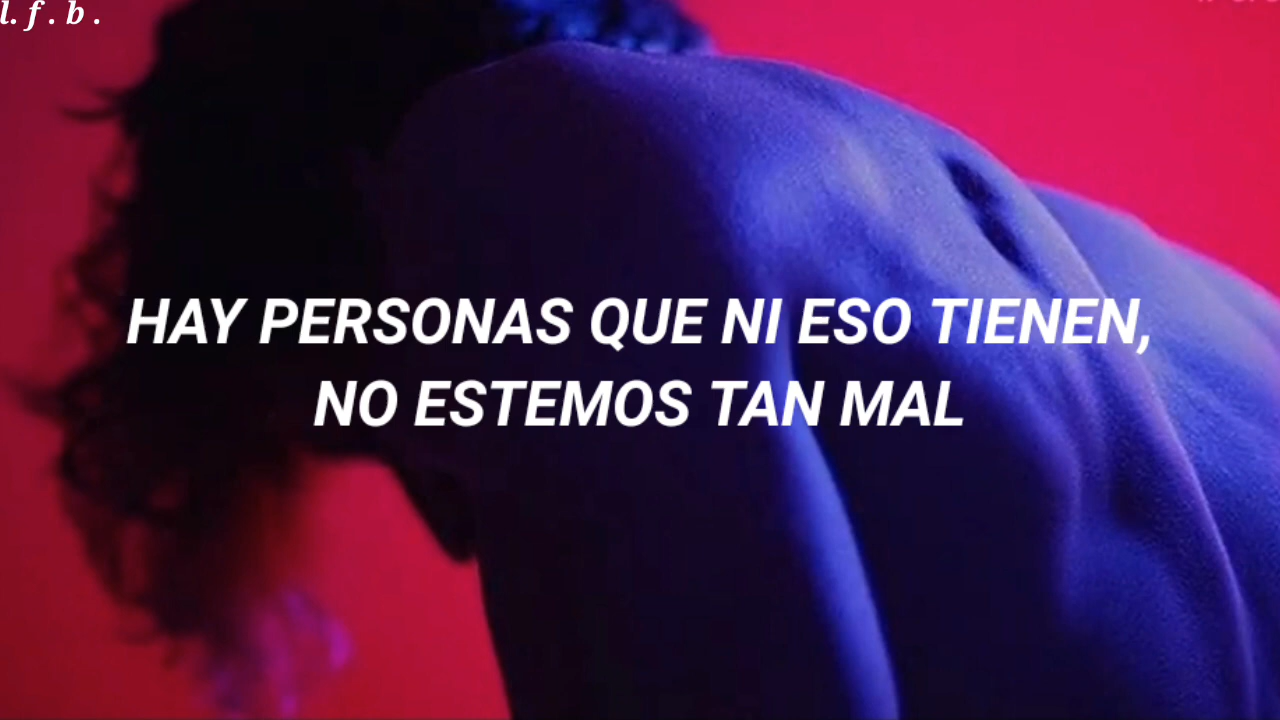 l. f. b.
HAY PERSONAS QUE NI ESO TIENEN,
NO ESTEMOS TAN MAL